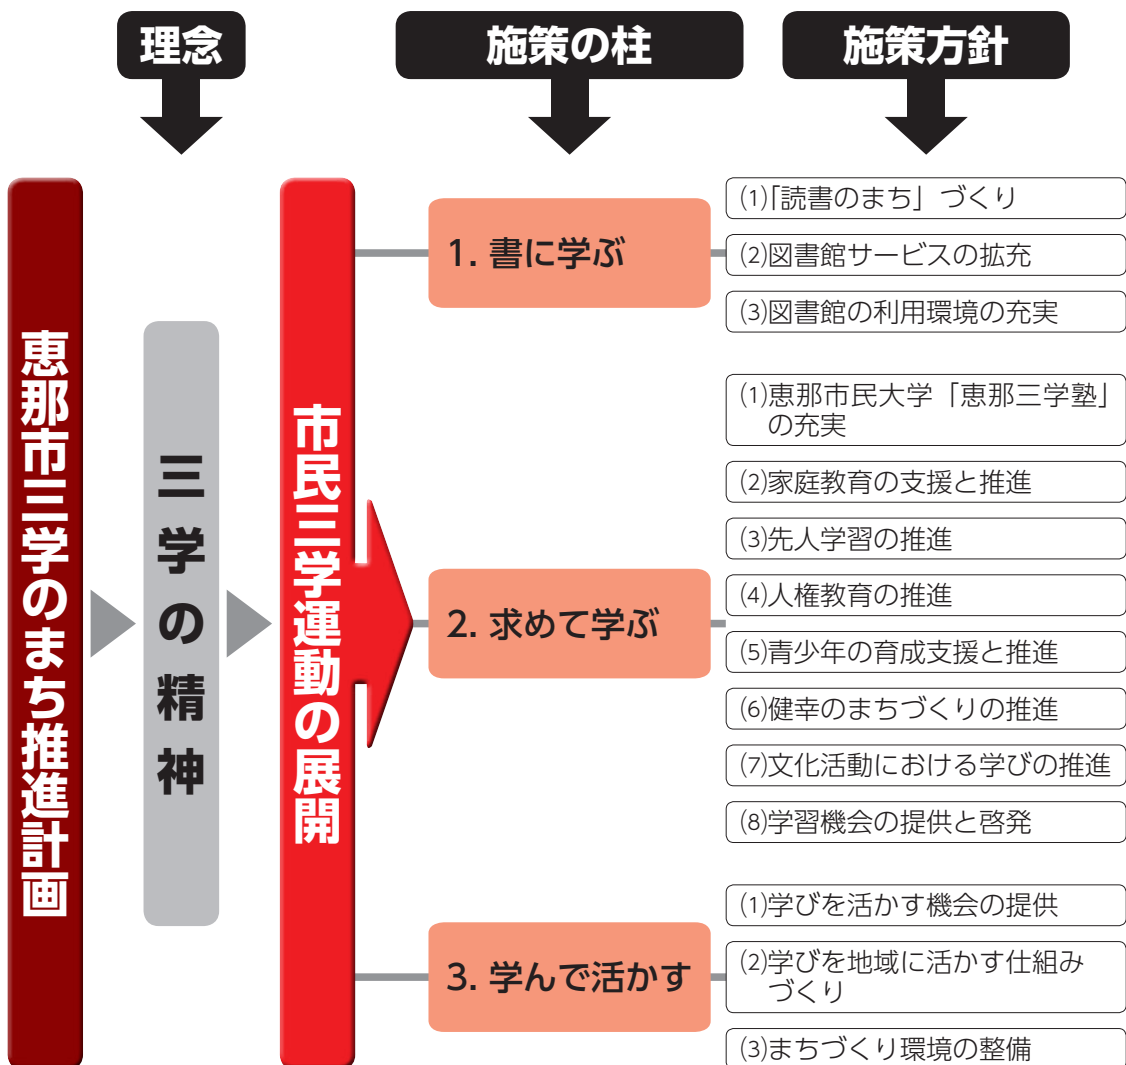 理念
施策の柱
施策方針
恵那市三学のまち推進計画
三学の精神
市民三学運動の展開
1. 書に学ぶ
⑴「読書のまち」づくり
⑵図書館サービスの拡充
⑶図書館の利用環境の充実
2. 求めて学ぶ
⑴恵那市民大学「恵那三学塾」
の充実
⑵家庭教育の支援と推進
⑶先人学習の推進
⑷人権教育の推進
⑸青少年の育成支援と推進
⑹健幸のまちづくりの推進
⑺文化活動における学びの推進
⑻学習機会の提供と啓発
3. 学んで活かす
⑴学びを活かす機会の提供
⑵学びを地域に活かす仕組み
づくり
⑶まちづくり環境の整備